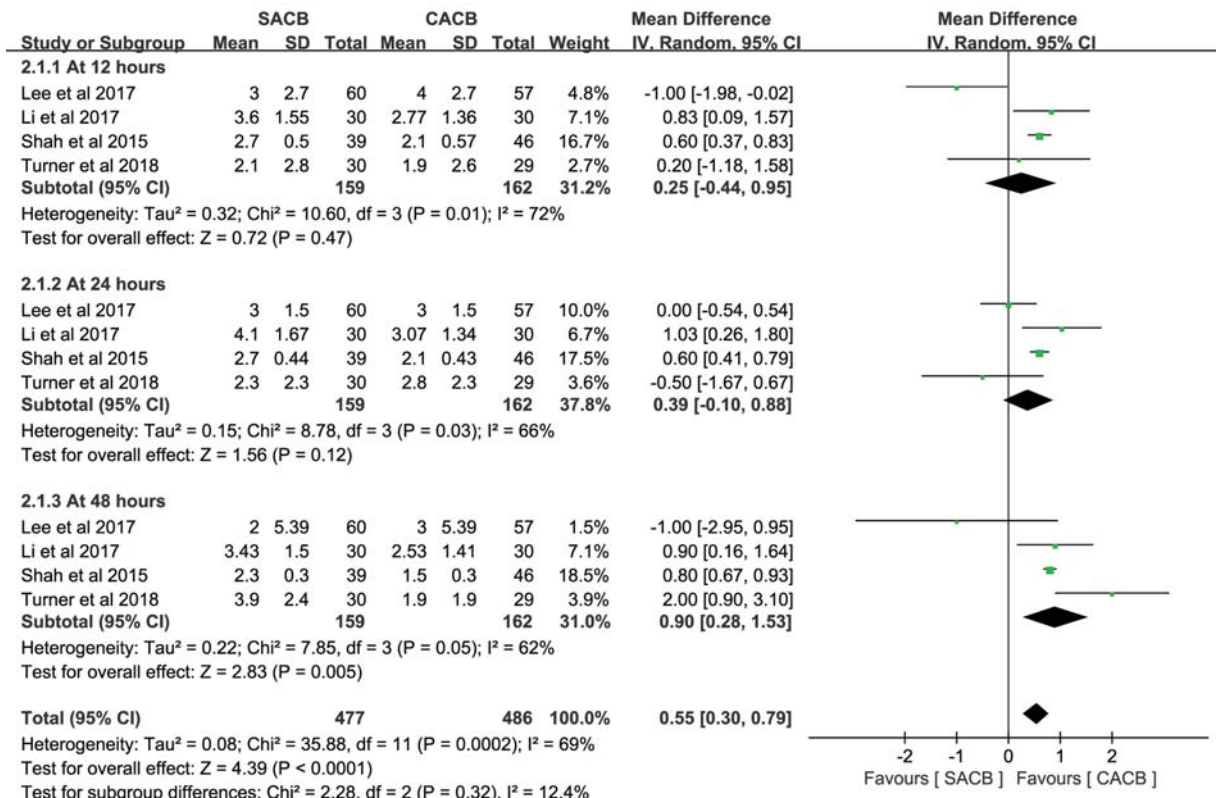 SACB CACB Mean Difference Mean Difference
Study or Subgroup Mean SD Total Mean SD Total Weight IV, Random, 95% CI IV, Random, 95% CI
2.1.1 At 12 hours
Lee et al 2017 3 2.7 60 4 2.7 57 4.8% -1.00 [-1.98, -0.02]
Li et al 2017 3.6 1.55 30 2.77 1.36 30 7.1% 0.83 [0.09, 1.57]
Shah et al 2015 2.7 0.5 39 2.1 0.57 46 16.7% 0.60 [0.37, 0.83]
Turner et al 2018 2.1 2.8 30 1.9 2.6 29 2.7% 0.20 [-1.18, 1.58]
Subtotal (95% CI) 159 162 31.2% 0.25 [-0.44, 0.95]
Heterogeneity: Tau² = 0.32; Chi² = 10.60, df = 3 (P = 0.01); I² = 72%
Test for overall effect: Z = 0.72 (P = 0.47)
2.1.2 At 24 hours
Lee et al 2017 3 1.5 60 3 1.5 57 10.0% 0.00 [-0.54, 0.54]
Li et al 2017 4.1 1.67 30 3.07 1.34 30 6.7% 1.03 [0.26, 1.80]
Shah et al 2015 2.7 0.44 39 2.1 0.43 46 17.5% 0.60 [0.41, 0.79]
Turner et al 2018 2.3 2.3 30 2.8 2.3 29 3.6% -0.50 [-1.67, 0.67]
Subtotal (95% CI) 159 162 37.8% 0.39 [-0.10, 0.88]
Heterogeneity: Tau² = 0.15; Chi² = 8.78, df = 3 (P = 0.03); I² = 66%
Test for overall effect: Z = 1.56 (P = 0.12)
2.1.3 At 48 hours
Lee et al 2017 2 5.39 60 3 5.39 57 1.5% -1.00 [-2.95, 0.95]
Li et al 2017 3.43 1.5 30 2.53 1.41 30 7.1% 0.90 [0.16, 1.64]
Shah et al 2015 2.3 0.3 39 1.5 0.3 46 18.5% 0.80 [0.67, 0.93]
Turner et al 2018 3.9 2.4 30 1.9 1.9 29 3.9% 2.00 [0.90, 3.10]
Subtotal (95% CI) 159 162 31.0% 0.90 [0.28, 1.53]
Heterogeneity: Tau² = 0.22; Chi² = 7.85, df = 3 (P = 0.05); I² = 62%
Test for overall effect: Z = 2.83 (P = 0.005)
Total (95% CI) 477 486 100.0% 0.55 [0.30, 0.79]
Heterogeneity: Tau² = 0.08; Chi² = 35.88, df = 11 (P = 0.0002); I² = 69%
Test for overall effect: Z = 4.39 (P < 0.0001)
Test for subgroup differences: Chi² = 2.28, df = 2 (P = 0.32), I² = 12.4%
-2 -1 0 1 2
Favours [ SACB ] Favours [ CACB ]